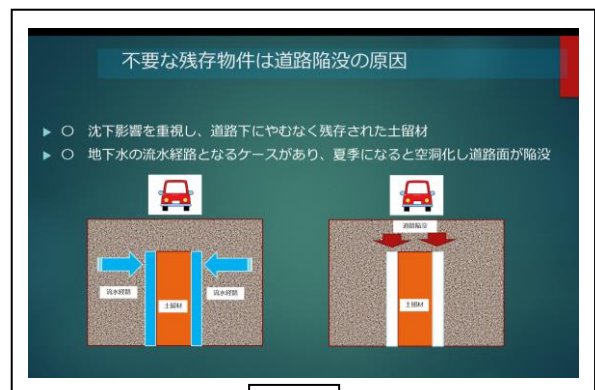 不要な残存物件は道路陥没の原因
○ 沈下影響を重視し、道路下にやむなく残存された土留材
○ 地下水の流水経路となるケースがあり、夏季になると空洞化し道路面が陥没
流水経路
土留材
流水経路
道路陥没
土留材